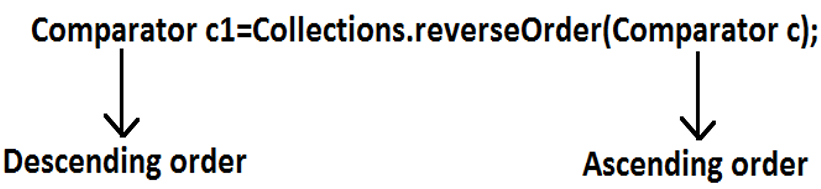 Comparator c1=Collections.reverseOrder(Comparator c);
Descending order
Ascending order